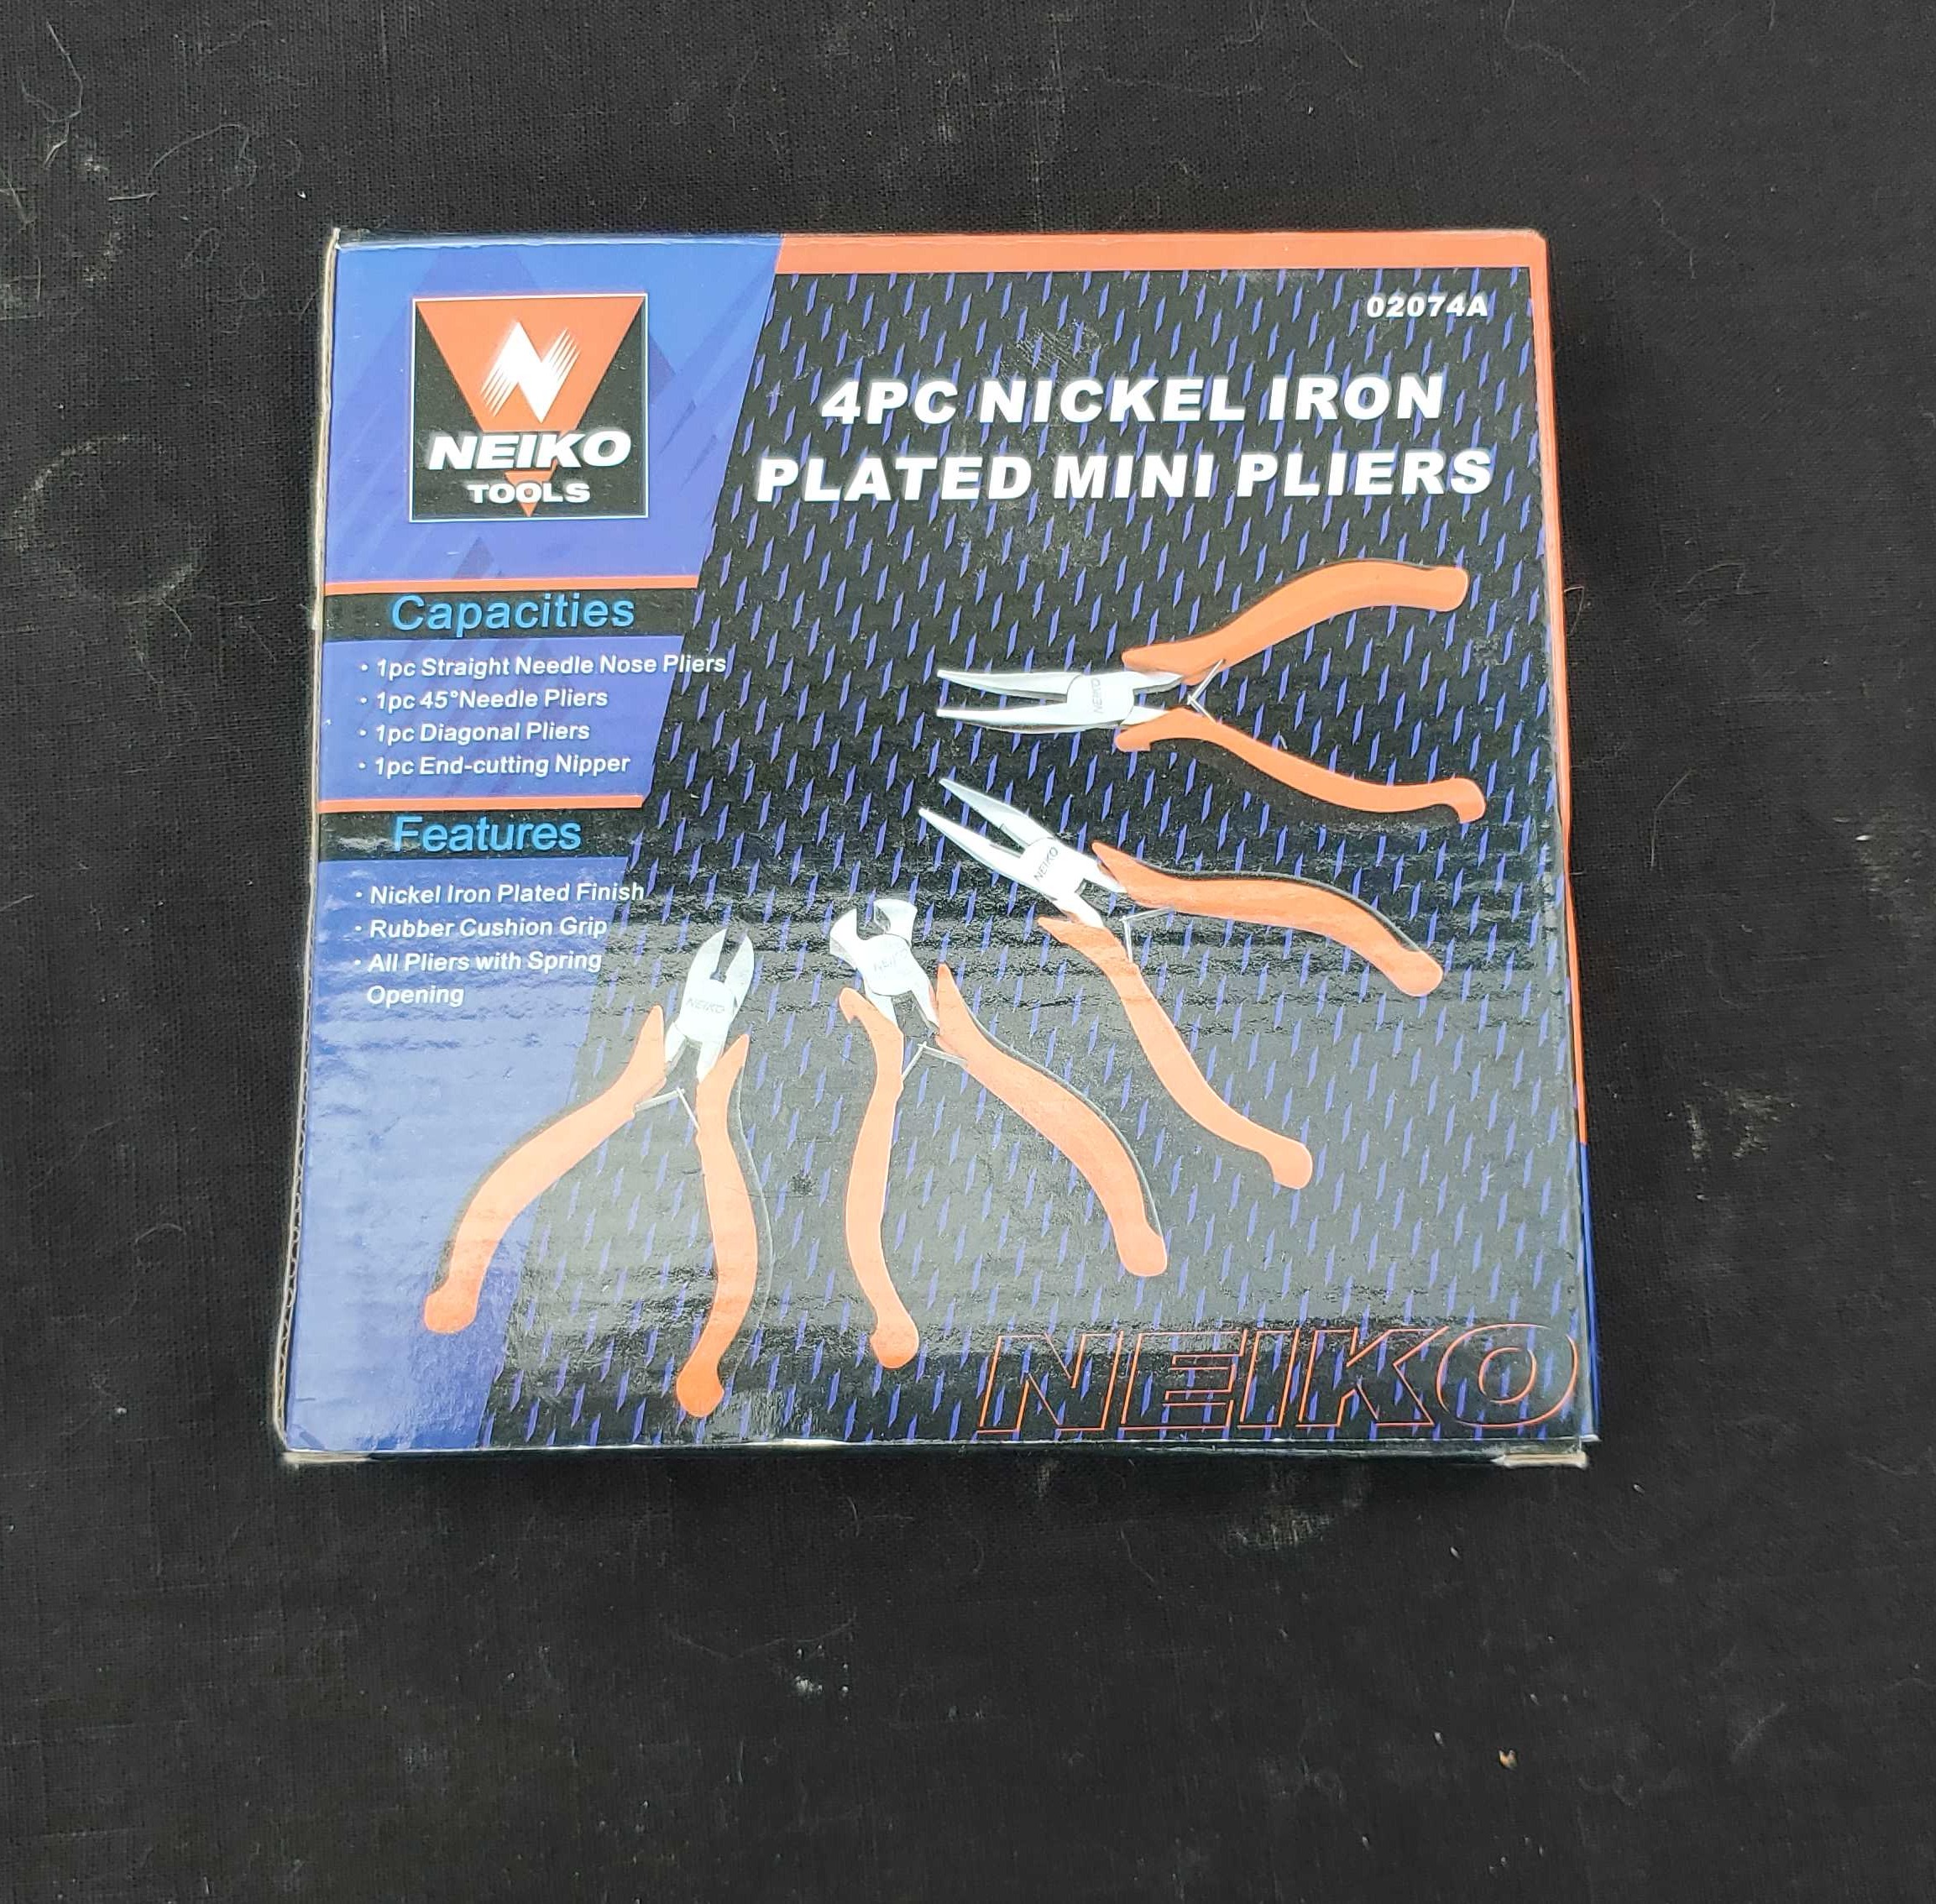 NEIKO
TOOLS
02074A
4PC NICKEL IRON
PLATED MINI PLIERS
Capacities
• 1pc Straight Needle Nose Pliers
• 1pc 45°Needle Pliers
• 1pc Diagonal Pliers
• 1pc End-cutting Nipper
Features
• Nickel Iron Plated Finish
• Rubber Cushion Grip
• All Pliers with Spring
Opening
NEIKO
NEIKO
NEIKO
NEIKO
NEIKO